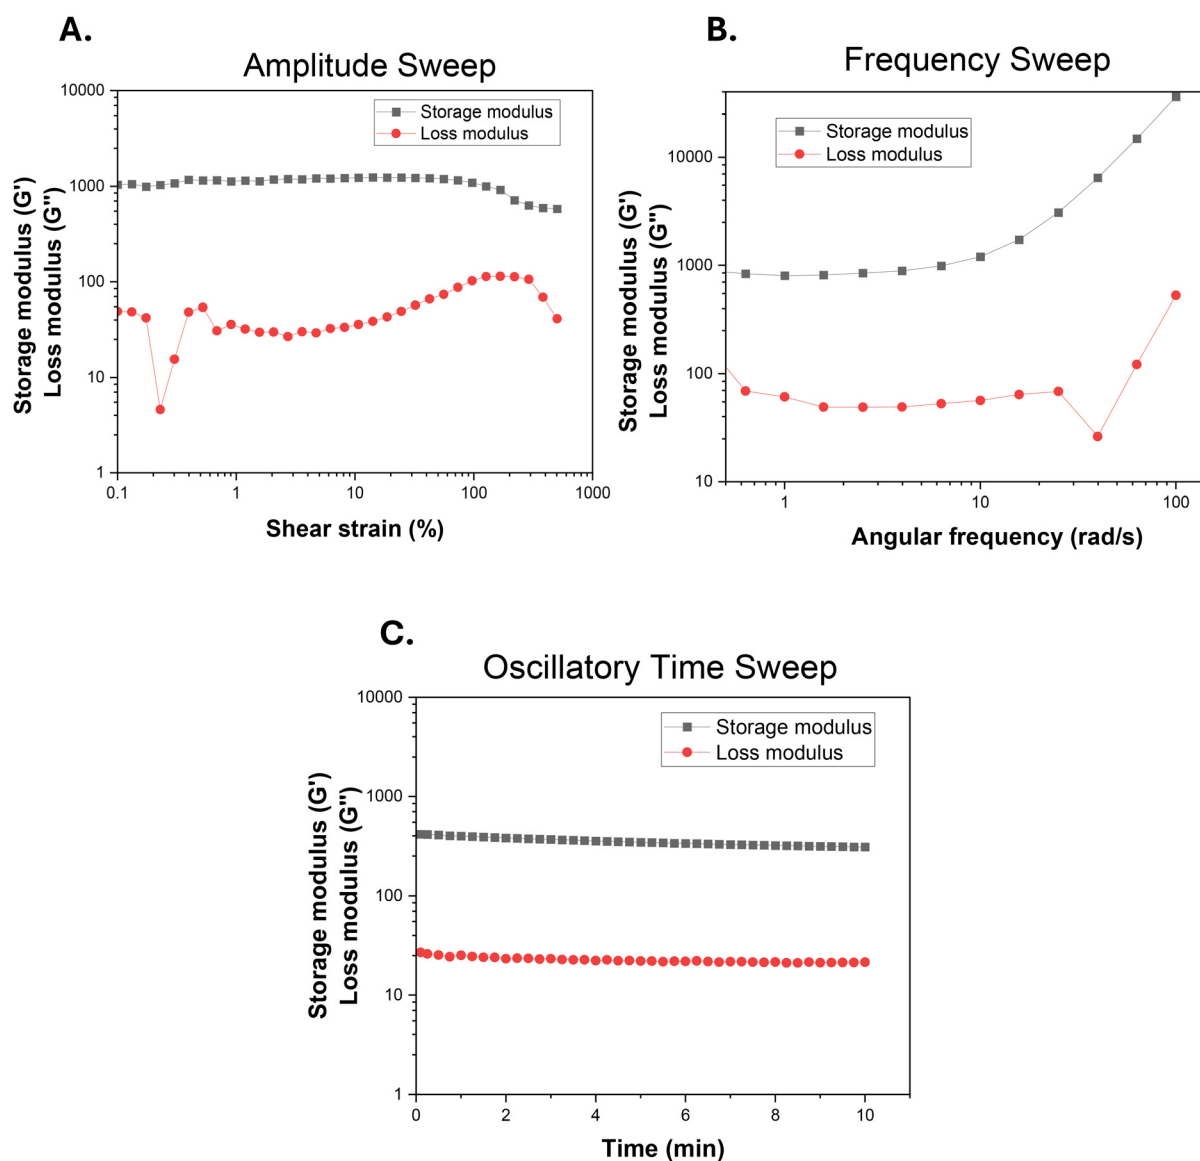 A.
Amplitude Sweep
Storage modulus (G')
Loss modulus (G")
10000
1000
100
10
1
Storage modulus
Loss modulus
0.1
1
10
100
1000
Shear strain (%)
B.
Frequency Sweep
Storage modulus (G')
Loss modulus (G")
10000
1000
100
10
Storage modulus
Loss modulus
1
10
100
Angular frequency (rad/s)
C.
Oscillatory Time Sweep
Storage modulus (G')
Loss modulus (G")
10000
1000
100
10
1
Storage modulus
Loss modulus
0
2
4
6
8
10
Time (min)